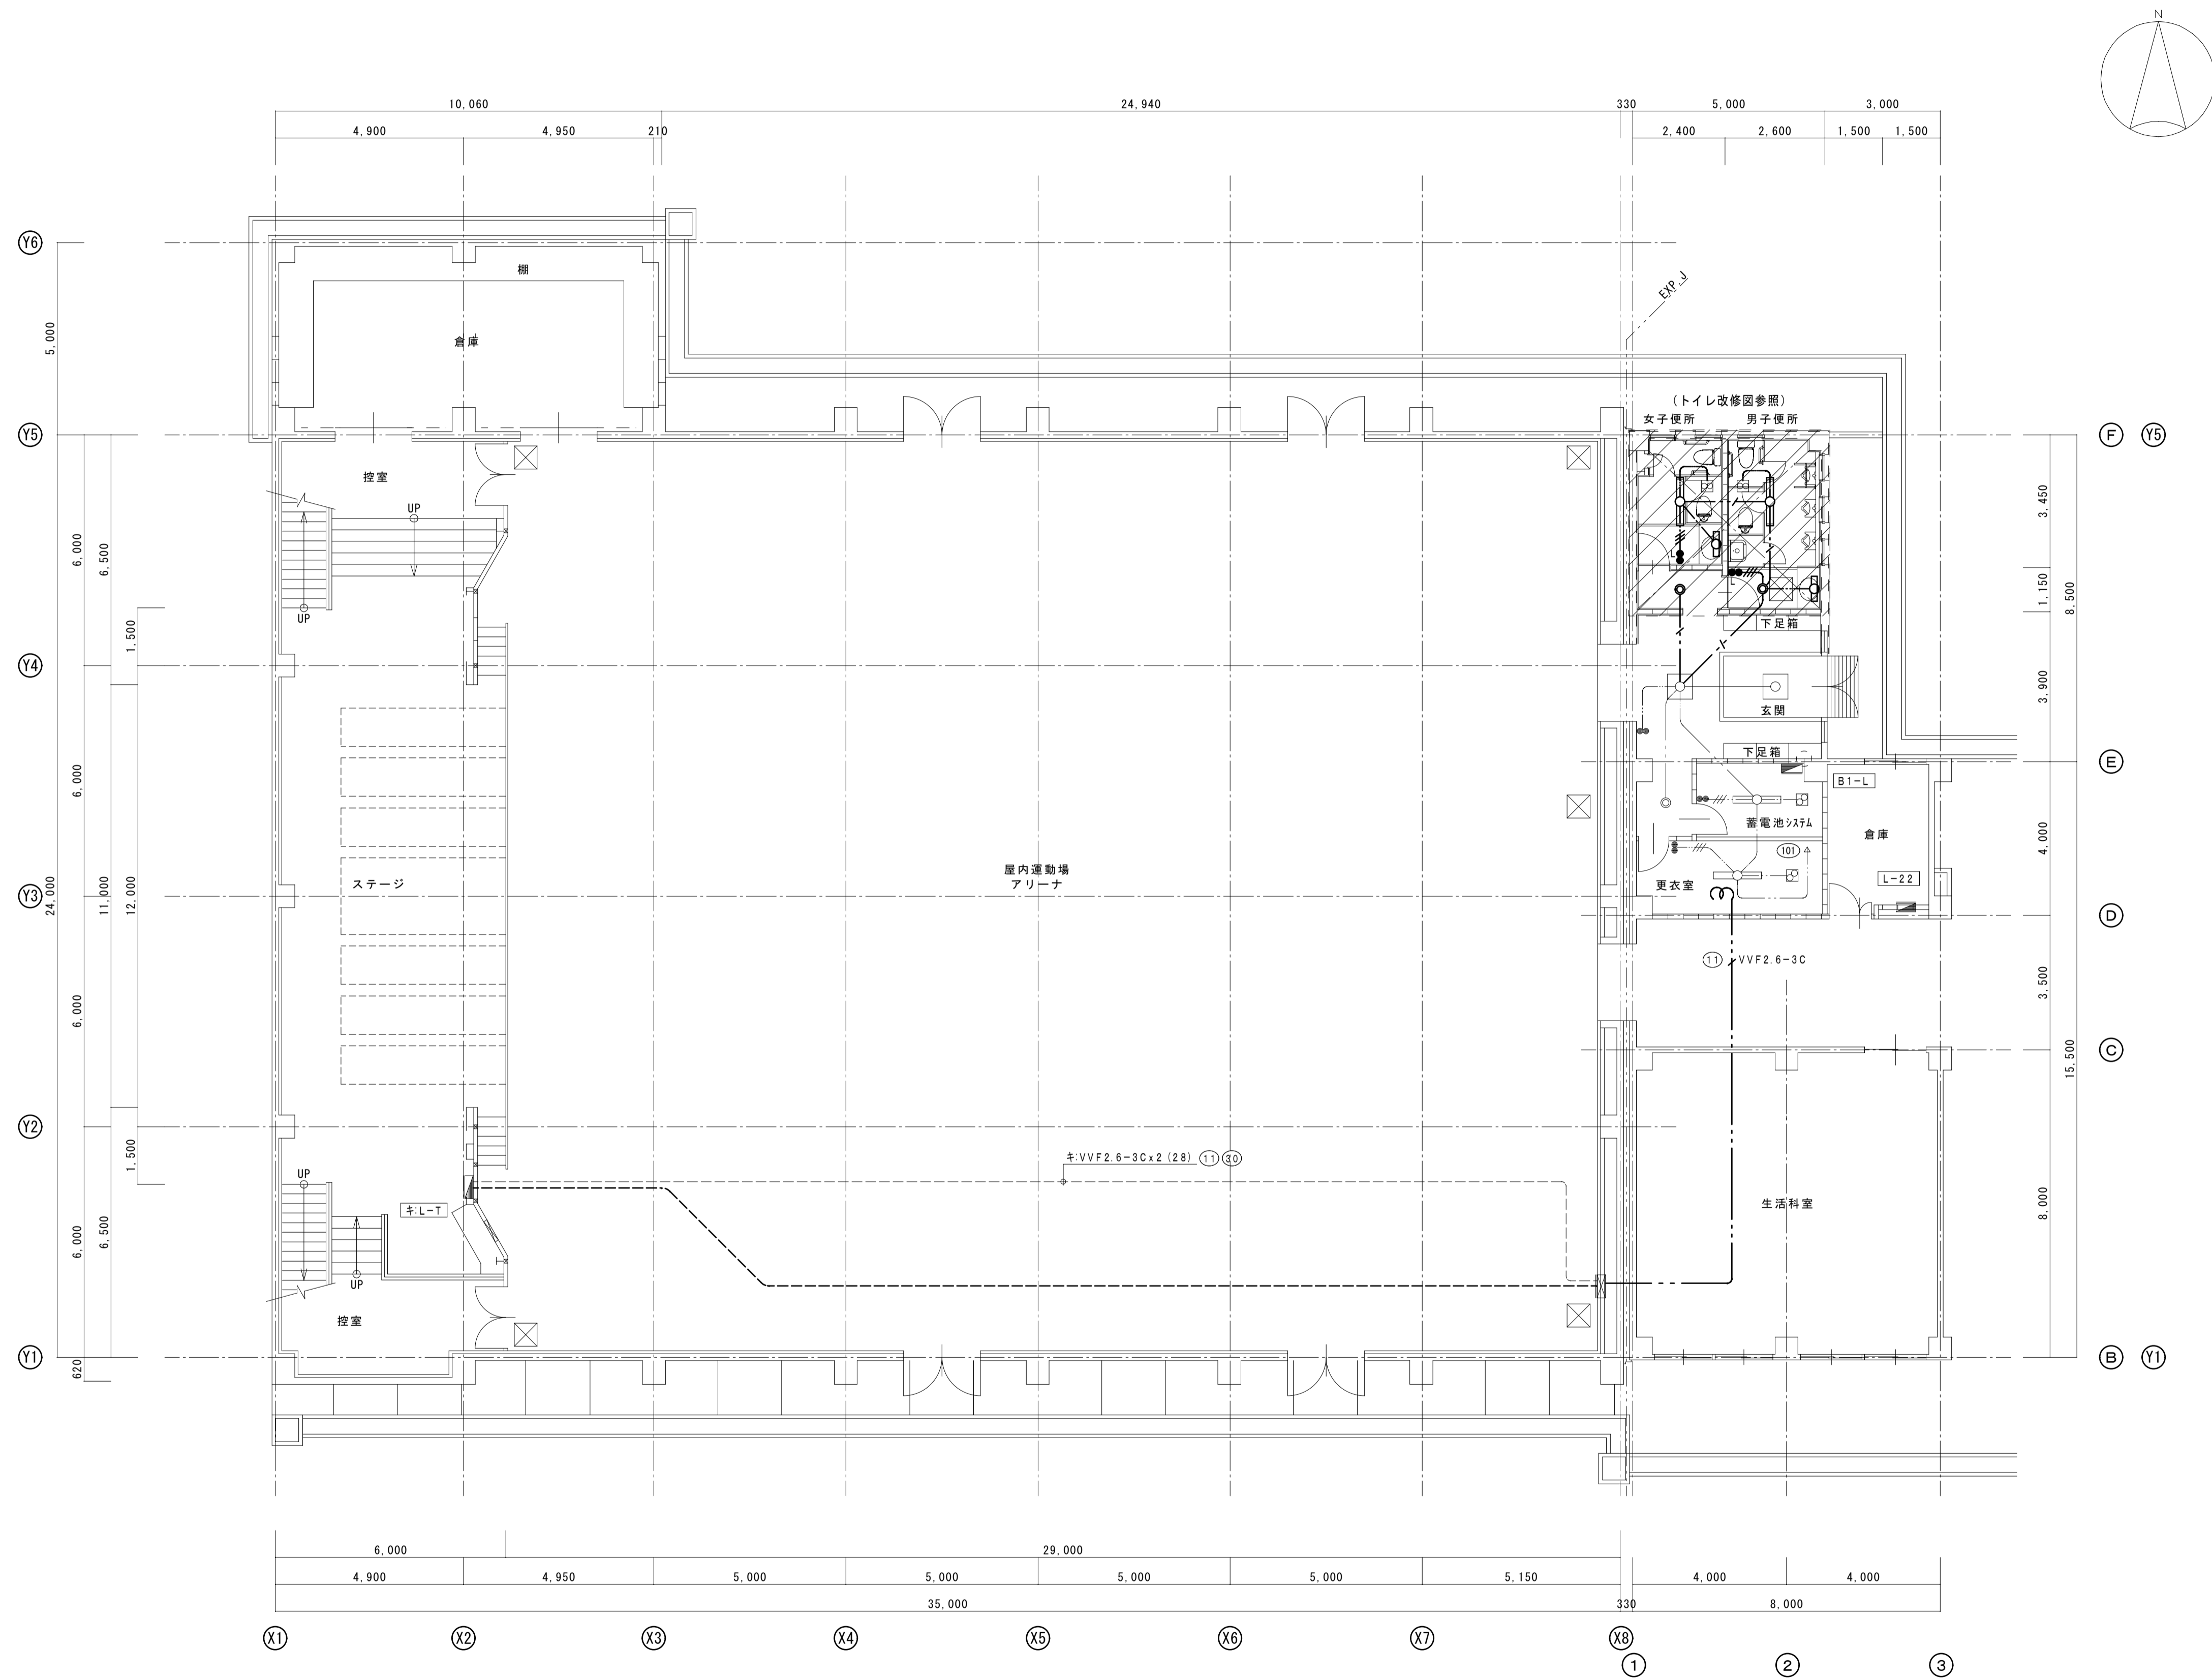 N
10,060
24,940
330
5,000
3,000
4,900
4,950
210
2,400
2,600
1,500
1,500
Y6
棚
EXP.J
5,000
倉庫
(トイレ改修図参照)
女子便所
男子便所
Y5
F
Y5
控室
UP
3,450
6,000
6,500
L
L
1,150
8,500
UP
下足箱
1,500
Y4
3,900
玄関
下足箱
E
6,000
B1-L
蓄電池システム
倉庫
4,000
101
屋内運動場
アリーナ
ステージ
更衣室
L-22
Y3
24,000
11,000
12,000
D
11
VVF2.6-3C
3,500
6,000
C
15,500
Y2
1,500
キ:VVF2.6-3Cx2(28)
11
30
UP
キ:L-T
生活科室
8,000
6,000
6,500
UP
控室
Y1
620
B
Y1
6,000
29,000
4,900
4,950
5,000
5,000
5,000
5,000
5,150
4,000
4,000
35,000
330
8,000
X1
X2
X3
X4
X5
X6
X7
X8
1
2
3